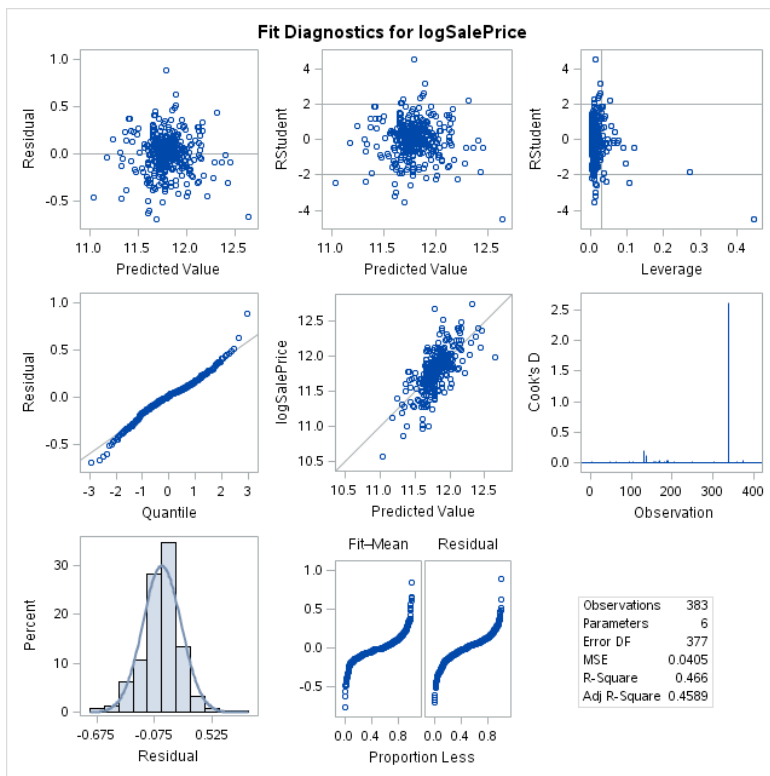 Fit Diagnostics for logSalePrice
1.0
0.5
0.0
-0.5
Residual
11.0 11.5 12.0 12.5
Predicted Value
4
2
0
-2
-4
RStudent
11.0 11.5 12.0 12.5
Predicted Value
4
2
0
-2
-4
RStudent
0.0 0.1 0.2 0.3 0.4
Leverage
1.0
0.5
0.0
-0.5
Residual
-3 -2 -1 0 1 2 3
Quantile
12.5
12.0
11.5
11.0
10.5
logSalePrice
10.5 11.0 11.5 12.0 12.5
Predicted Value
2.5
2.0
1.5
1.0
0.5
0.0
Cook's D
0 100 200 300 400
Observation
30
20
10
0
Percent
-0.675 -0.075 0.525
Residual
Fit–Mean Residual
1.0
0.5
0.0
-0.5
0.0 0.4 0.8 0.0 0.4 0.8
Proportion Less
Observations 383
Parameters 6
Error DF 377
MSE 0.0405
R-Square 0.466
Adj R-Square 0.4589